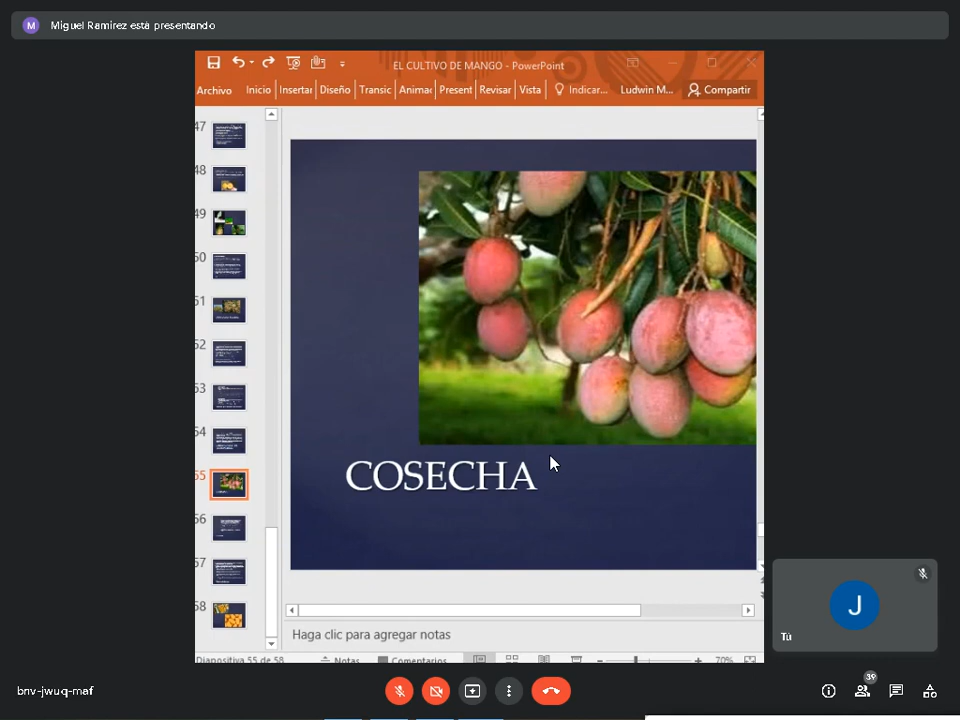 M Miguel Ramirez está presentando
EL CULTIVO DE MANGO - PowerPoint
Archivo Inicio Insertar Diseño Transic Animac Present Revisar Vista Indicar... Ludwin M... Compartir
47
48
49
50
51
52
53
54
55
56
57
58
COSECHA
Haga clic para agregar notas
Diapositiva 55 de 58 Notas Comentarios 70%
J
Tú
bnv-jwuq-maf
39